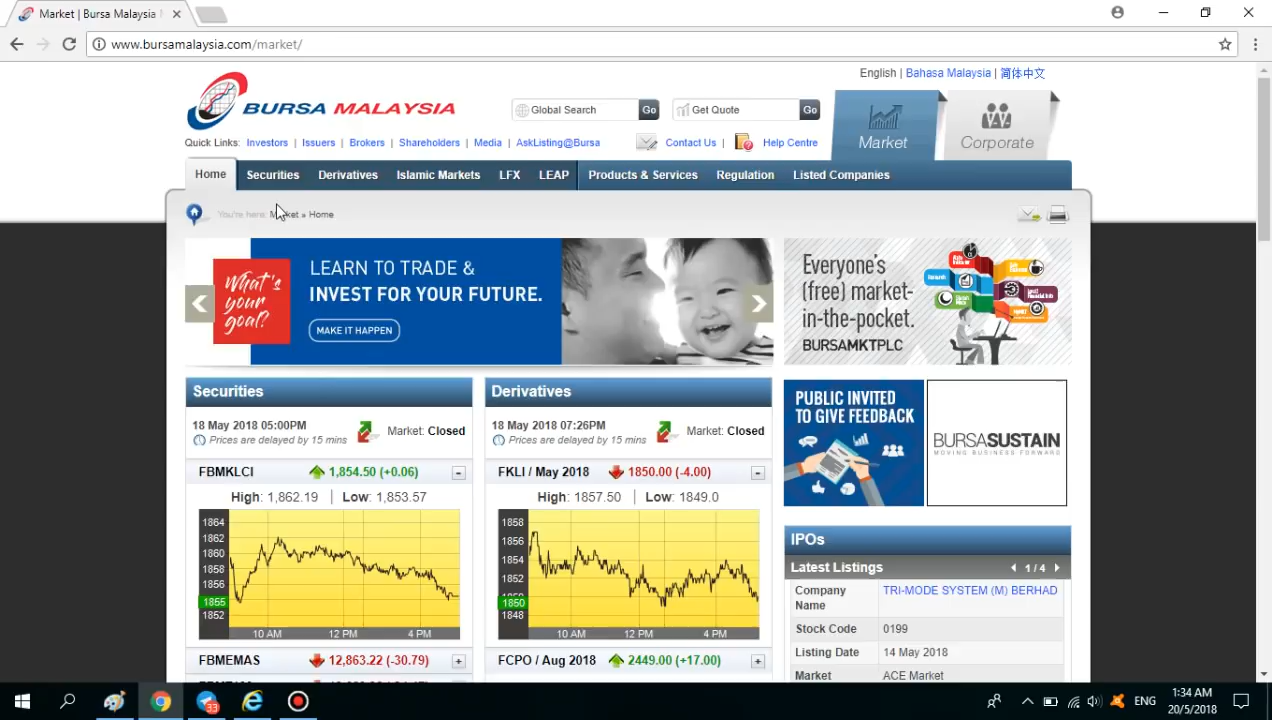 Market | Bursa Malaysia M
www.bursamalaysia.com/market/
English | Bahasa Malaysia | 简体中文
BURSA MALAYSIA
Global Search Go Get Quote Go
Market
Corporate
Quick Links: Investors | Issuers | Brokers | Shareholders | Media | AskListing@Bursa Contact Us | Help Centre
Home Securities Derivatives Islamic Markets LFX LEAP Products & Services Regulation Listed Companies
You're here: Market » Home
What's your goal?
LEARN TO TRADE &
INVEST FOR YOUR FUTURE.
MAKE IT HAPPEN
Everyone's
(free) market-
in-the-pocket.
BURSAMKTPLC
Securities
18 May 2018 05:00PM
Prices are delayed by 15 mins
Market: Closed
FBMKLCI 1,854.50 (+0.06) -
High: 1,862.19 | Low: 1,853.57
1864
1862
1860
1858
1856
1855
1852
10 AM 12 PM 4 PM
FBMEMAS 12,863.22 (-30.79) +
Derivatives
18 May 2018 07:26PM
Prices are delayed by 15 mins
Market: Closed
FKLI / May 2018 1850.00 (-4.00) -
High: 1857.50 | Low: 1849.0
1858
1856
1854
1852
1850
1848
10 AM 12 PM 4 PM
FCPO / Aug 2018 2449.00 (+17.00) +
PUBLIC INVITED
TO GIVE FEEDBACK
BURSASUSTAIN
MOVING BUSINESS FORWARD
IPOs
Latest Listings 1 / 4
Company Name TRI-MODE SYSTEM (M) BERHAD
Stock Code 0199
Listing Date 14 May 2018
Market ACE Market
33
ENG
1:34 AM
20/5/2018